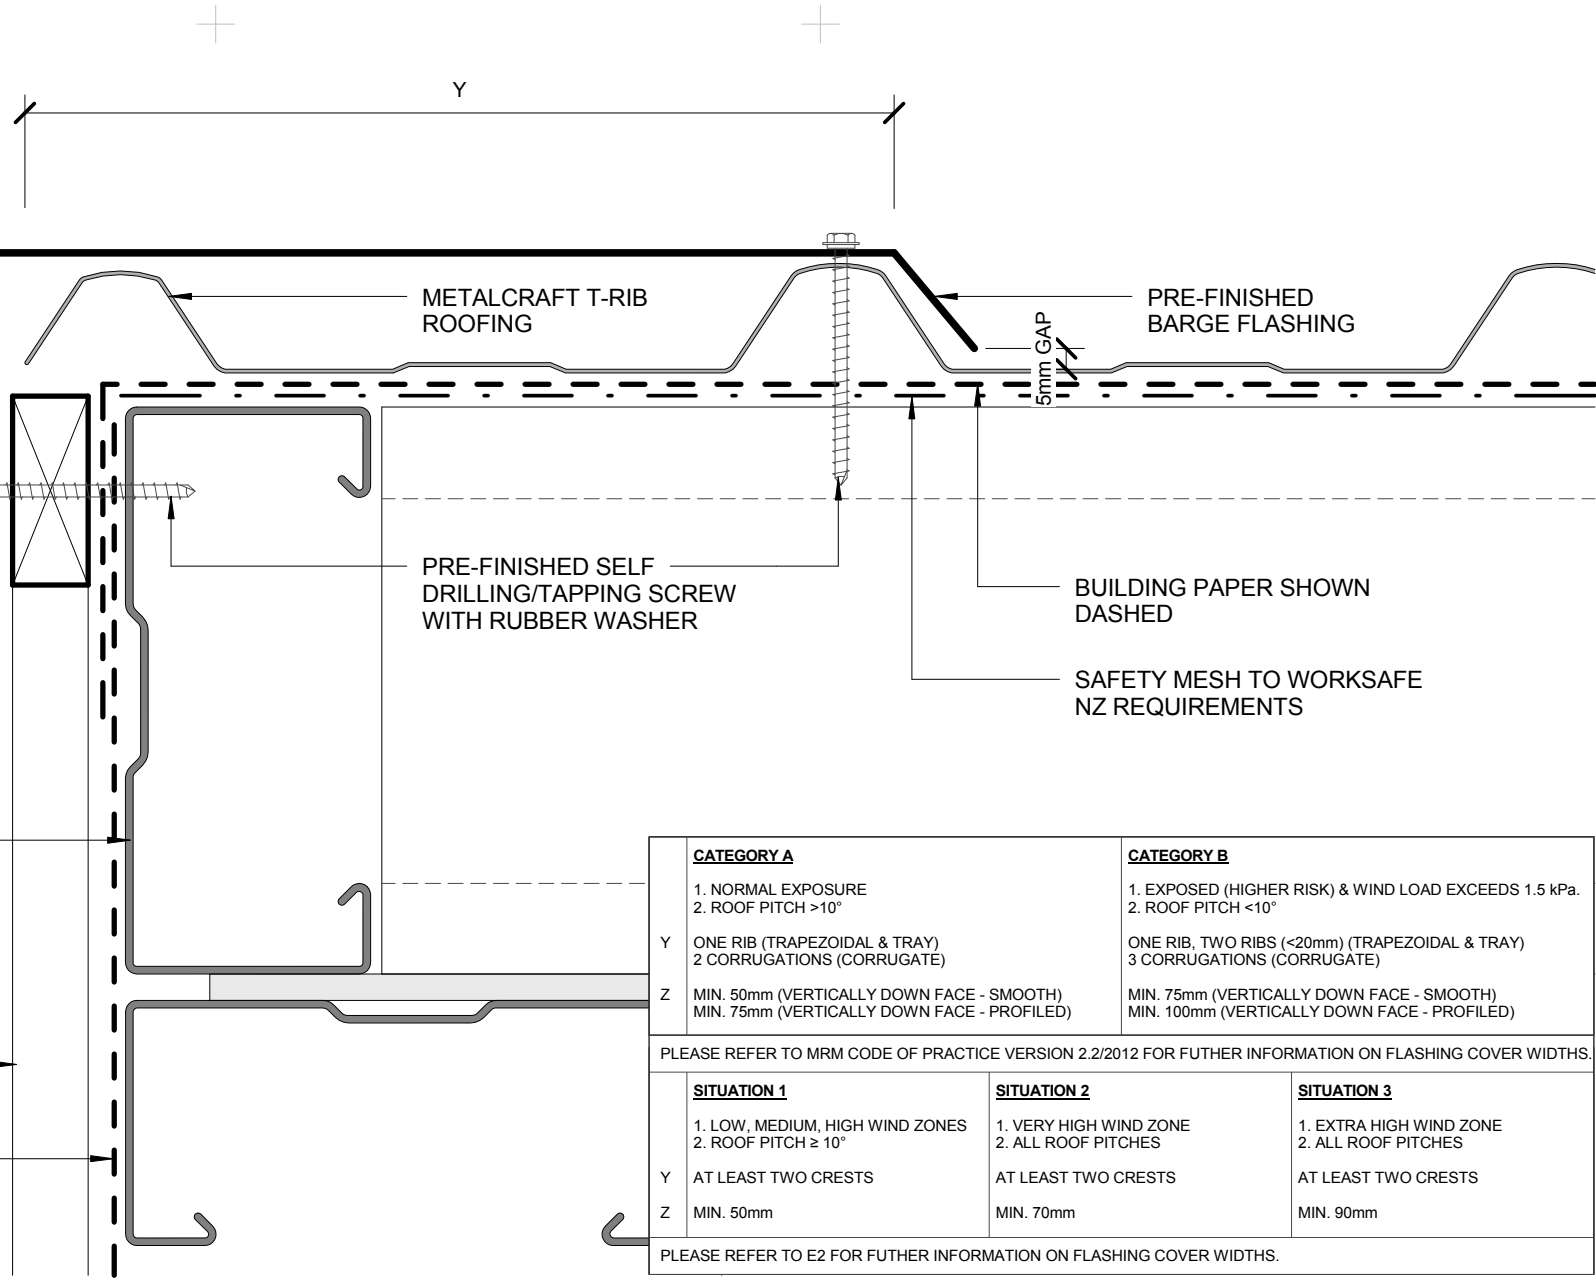 Y
METALCRAFT T-RIB
ROOFING
PRE-FINISHED
BARGE FLASHING
5mm GAP
PRE-FINISHED SELF
DRILLING/TAPPING SCREW
WITH RUBBER WASHER
BUILDING PAPER SHOWN
DASHED
SAFETY MESH TO WORKSAFE
NZ REQUIREMENTS
CATEGORY A
1. NORMAL EXPOSURE
2. ROOF PITCH >10°
Y ONE RIB (TRAPEZOIDAL & TRAY)
2 CORRUGATIONS (CORRUGATE)
Z MIN. 50mm (VERTICALLY DOWN FACE - SMOOTH)
MIN. 75mm (VERTICALLY DOWN FACE - PROFILED)
CATEGORY B
1. EXPOSED (HIGHER RISK) & WIND LOAD EXCEEDS 1.5 kPa.
2. ROOF PITCH <10°
ONE RIB, TWO RIBS (<20mm) (TRAPEZOIDAL & TRAY)
3 CORRUGATIONS (CORRUGATE)
MIN. 75mm (VERTICALLY DOWN FACE - SMOOTH)
MIN. 100mm (VERTICALLY DOWN FACE - PROFILED)
PLEASE REFER TO MRM CODE OF PRACTICE VERSION 2.2/2012 FOR FUTHER INFORMATION ON FLASHING COVER WIDTHS.
SITUATION 1
1. LOW, MEDIUM, HIGH WIND ZONES
2. ROOF PITCH ≥ 10°
Y AT LEAST TWO CRESTS
Z MIN. 50mm
SITUATION 2
1. VERY HIGH WIND ZONE
2. ALL ROOF PITCHES
AT LEAST TWO CRESTS
MIN. 70mm
SITUATION 3
1. EXTRA HIGH WIND ZONE
2. ALL ROOF PITCHES
AT LEAST TWO CRESTS
MIN. 90mm
PLEASE REFER TO E2 FOR FUTHER INFORMATION ON FLASHING COVER WIDTHS.